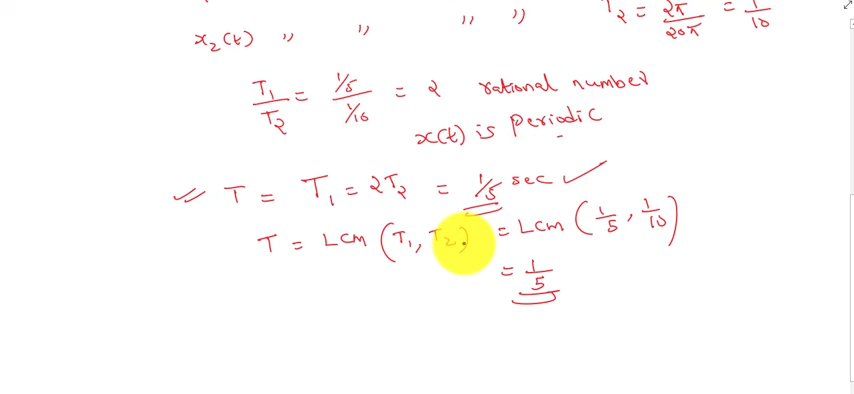 T2 = 2π/20π = 1/10
x2(t) " " " "
T1/T2 = 1/5 / 1/10 = 2 rational number
x(t) is periodic
✓ T = T1 = 2T2 = 1/5 sec ✓
T = LCM (T1, T2) = LCM (1/5, 1/10)
= 1/5